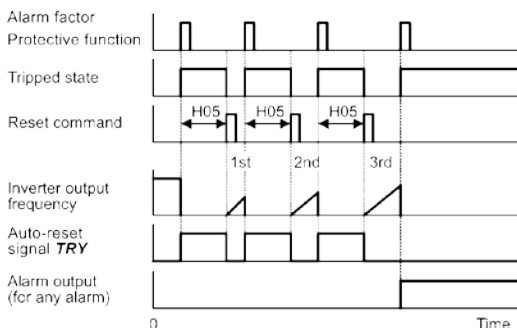 Alarm factor
Protective function
Tripped state
H05 H05 H05
Reset command
1st 2nd 3rd
Inverter output
frequency
Auto-reset
signal TRY
Alarm output
(for any alarm)
0 Time